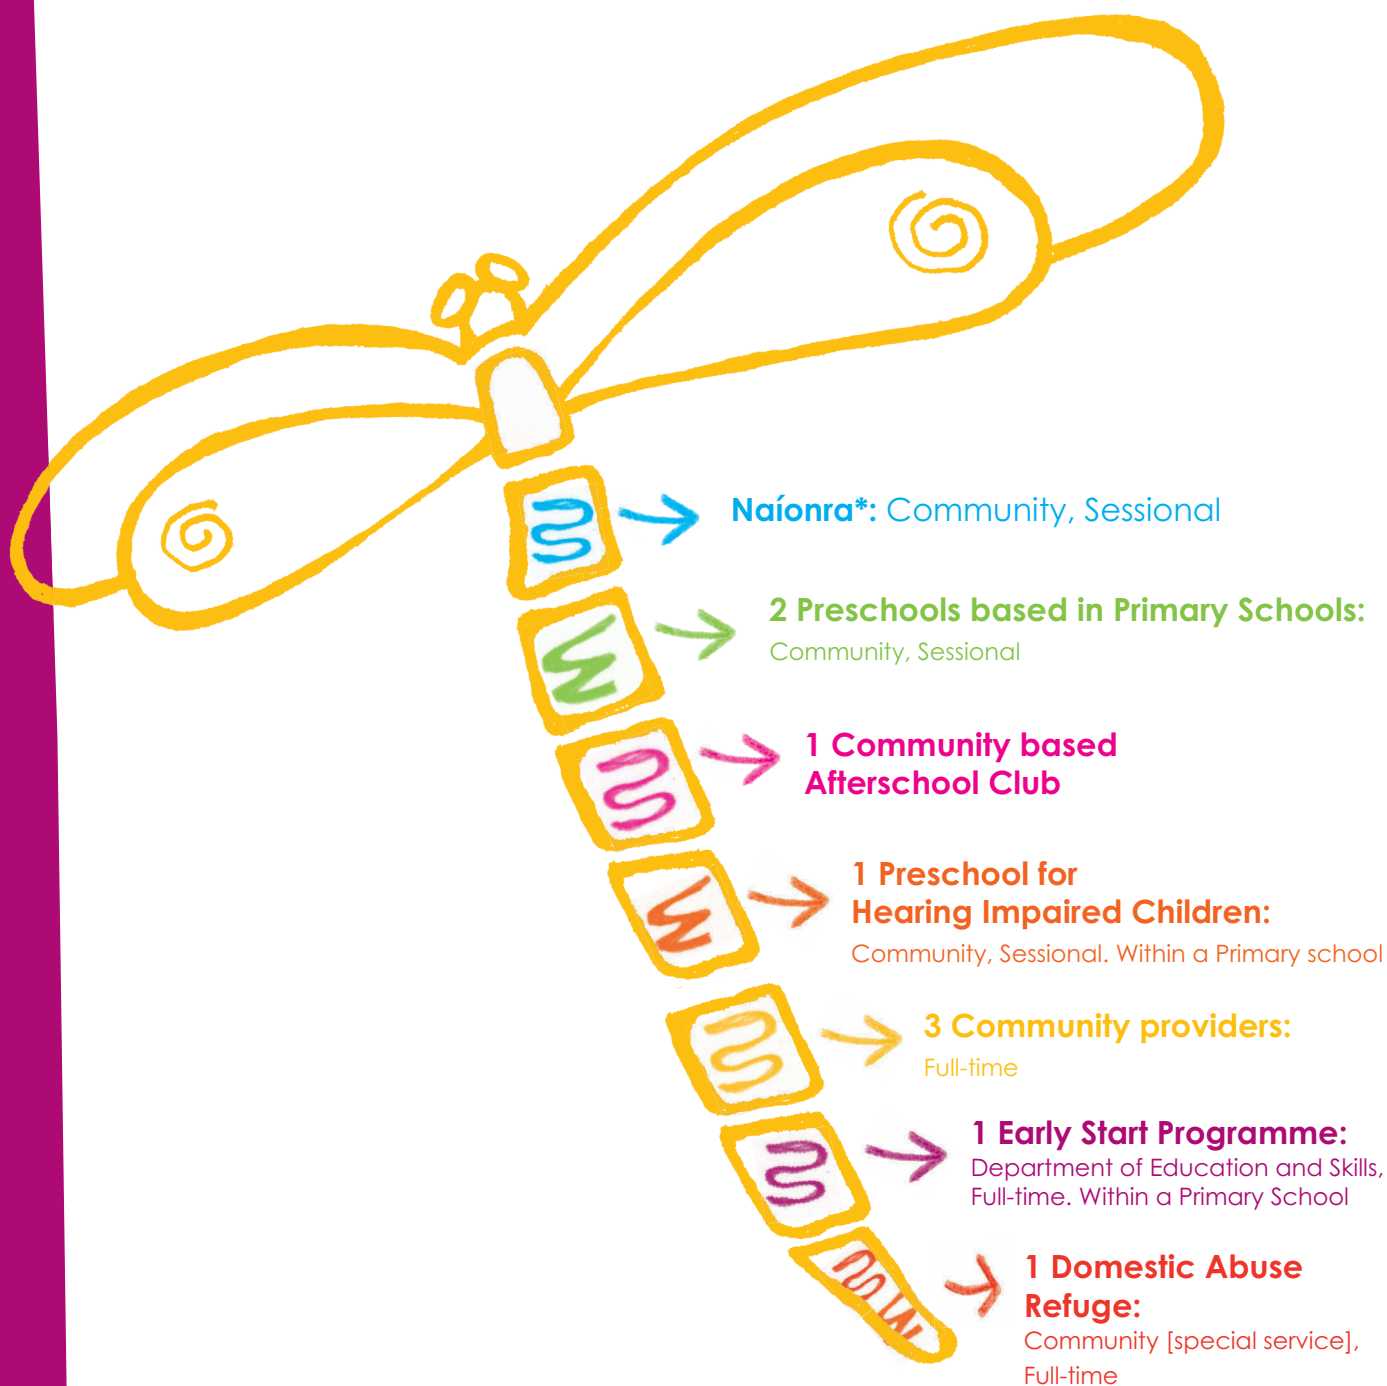 Naíonra*: Community, Sessional
2 Preschools based in Primary Schools:
Community, Sessional
1 Community based
Afterschool Club
1 Preschool for
Hearing Impaired Children:
Community, Sessional. Within a Primary school
3 Community providers:
Full-time
1 Early Start Programme:
Department of Education and Skills,
Full-time. Within a Primary School
1 Domestic Abuse
Refuge:
Community [special service],
Full-time